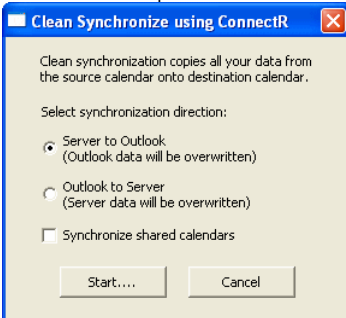 Clean Synchronize using ConnectR
Clean synchronization copies all your data from
the source calendar onto destination calendar.
Select synchronization direction:
Server to Outlook
(Outlook data will be overwritten)
Outlook to Server
(Server data will be overwritten)
Synchronize shared calendars
Start....
Cancel